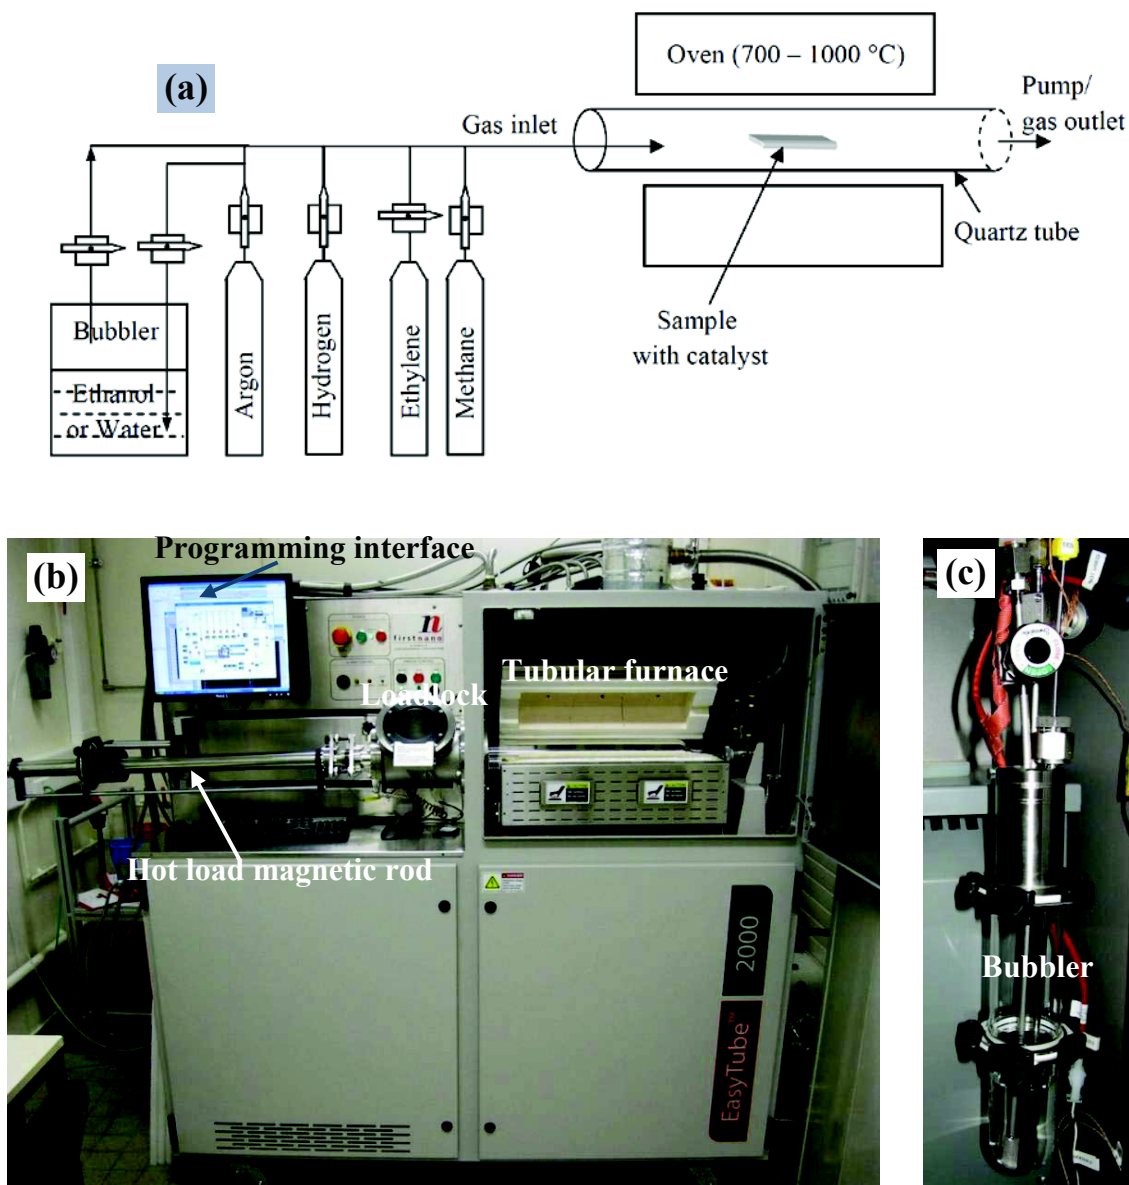 (a)
Oven (700 – 1000 °C)
Pump/
gas outlet
Gas inlet
Quartz tube
Sample
with catalyst
Bubbler
Ethanol
or Water
Argon
Hydrogen
Ethylene
Methane
(b)
Programming interface
n
firstnano
Tubular furnace
Loadlock
Hot load magnetic rod
2000
EasyTube™
(c)
Bubbler